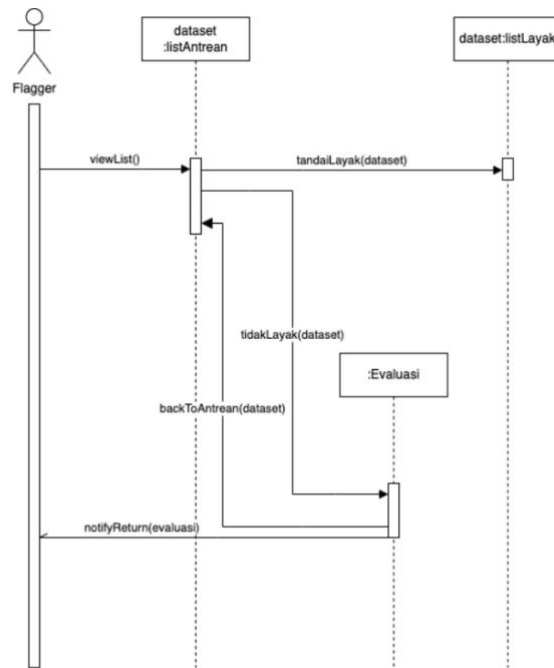 dataset
:listAntrean
dataset:listLayak
Flagger
viewList()
tandaiLayak(dataset)
tidakLayak(dataset)
:Evaluasi
backToAntrean(dataset)
notifyReturn(evaluasi)